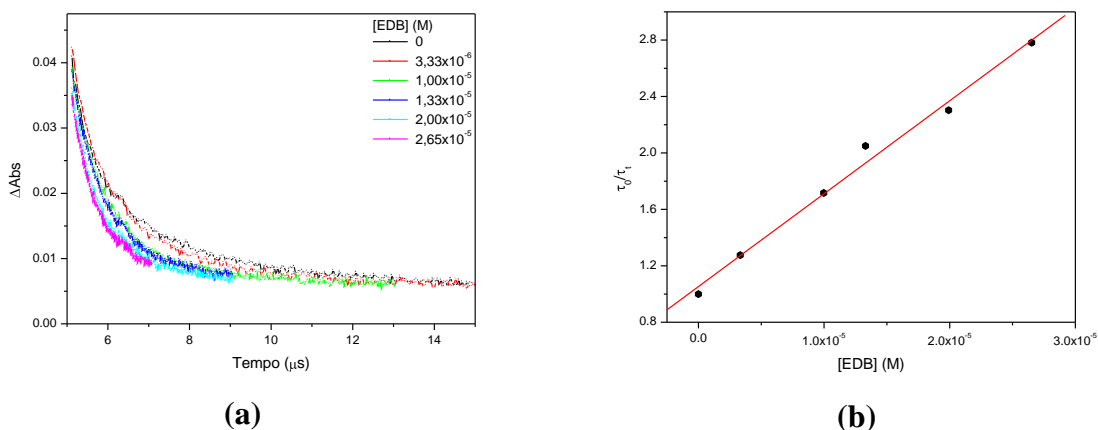 [EDB] (M)
0
3,33x10⁻⁶
1,00x10⁻⁵
1,33x10⁻⁵
2,00x10⁻⁵
2,65x10⁻⁵
0.04
0.03
0.02
0.01
0.00
ΔAbs
6 8 10 12 14
Tempo (μs)
(a)
2.8
2.4
2.0
1.6
1.2
0.8
τ₀/τₜ
0.0 1.0x10⁻⁵ 2.0x10⁻⁵ 3.0x10⁻⁵
[EDB] (M)
(b)